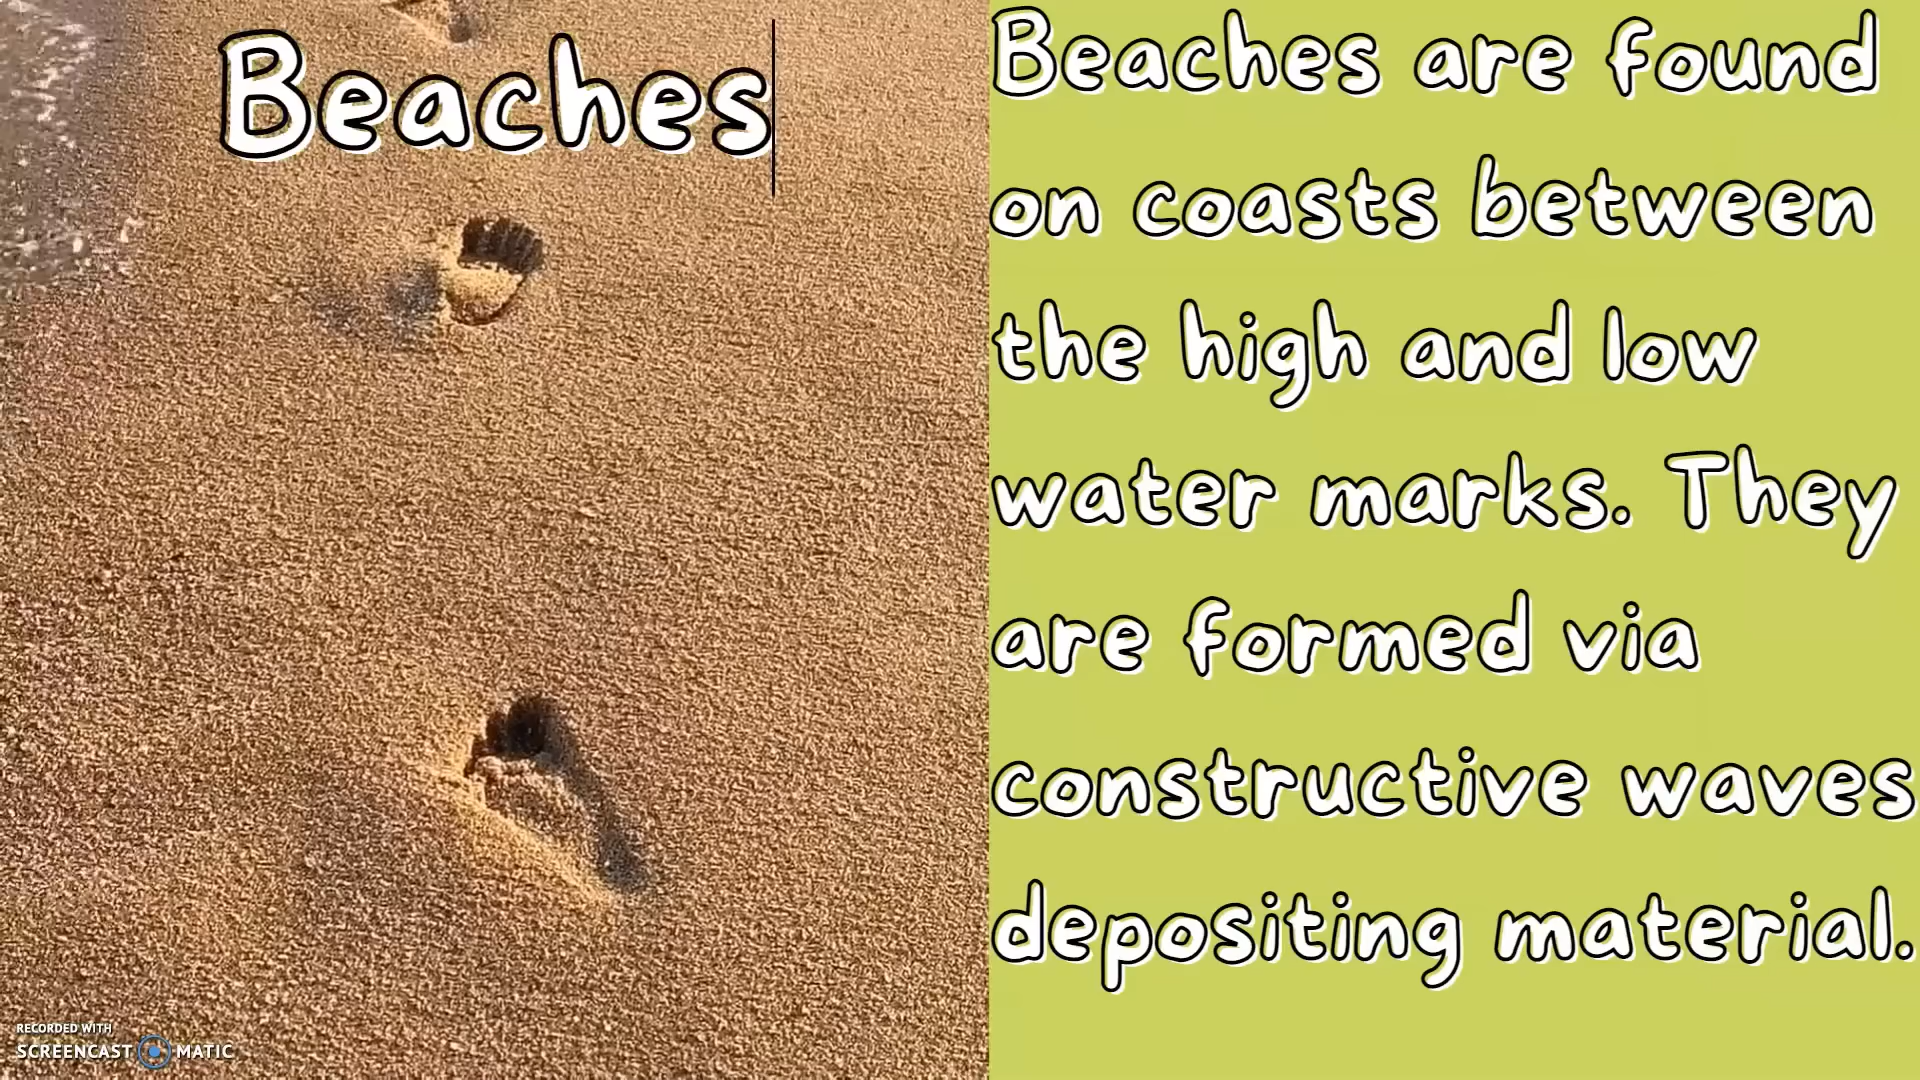 Beaches
Beaches are found
on coasts between
the high and low
water marks. They
are formed via
constructive waves
depositing material.
RECORDED WITH
SCREENCAST MATIC